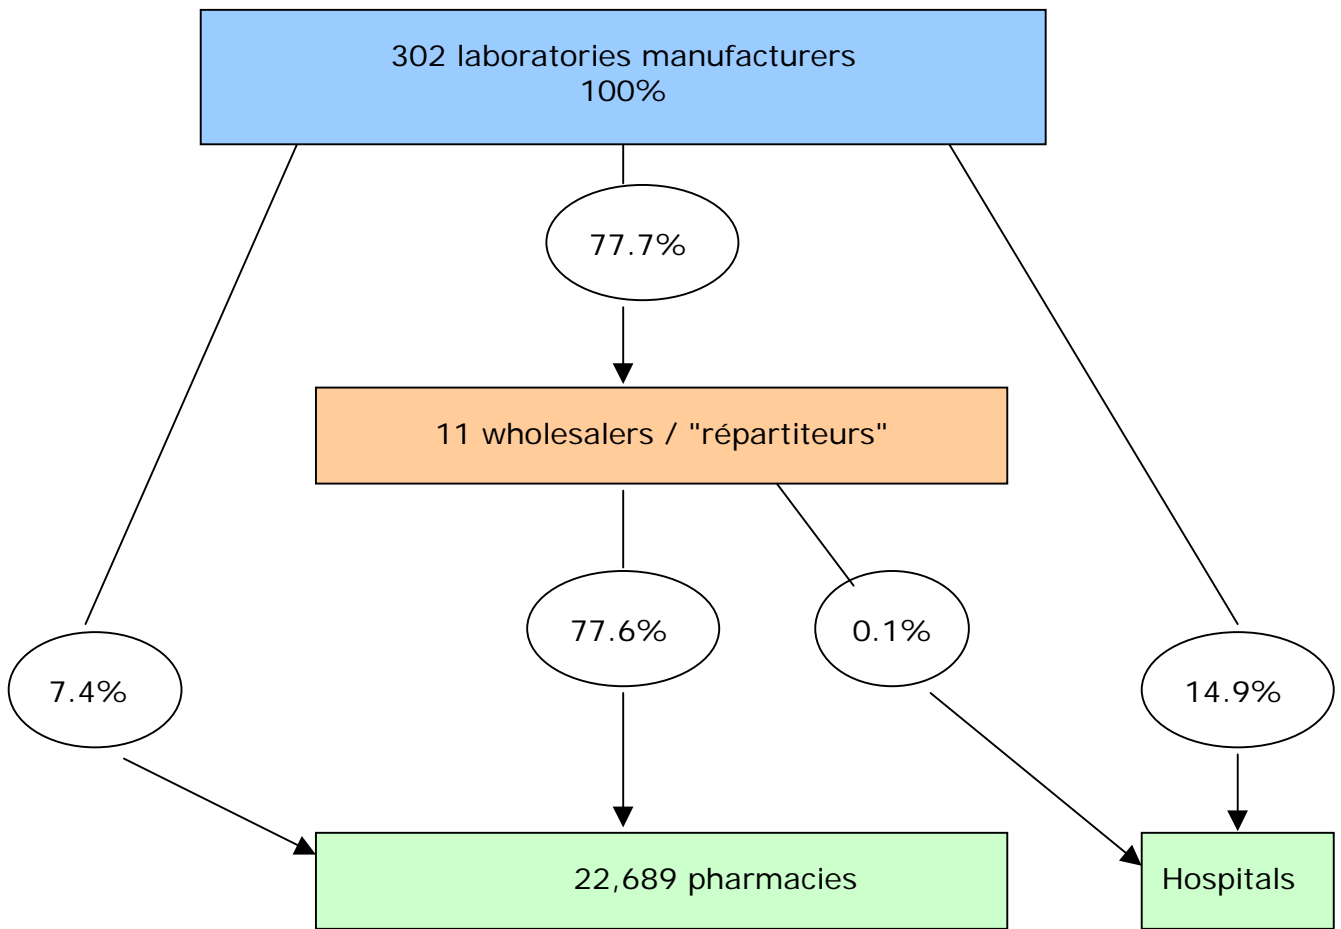 302 laboratories manufacturers
100%
77.7%
11 wholesalers / "répartiteurs"
77.6%
0.1%
7.4%
14.9%
22,689 pharmacies
Hospitals